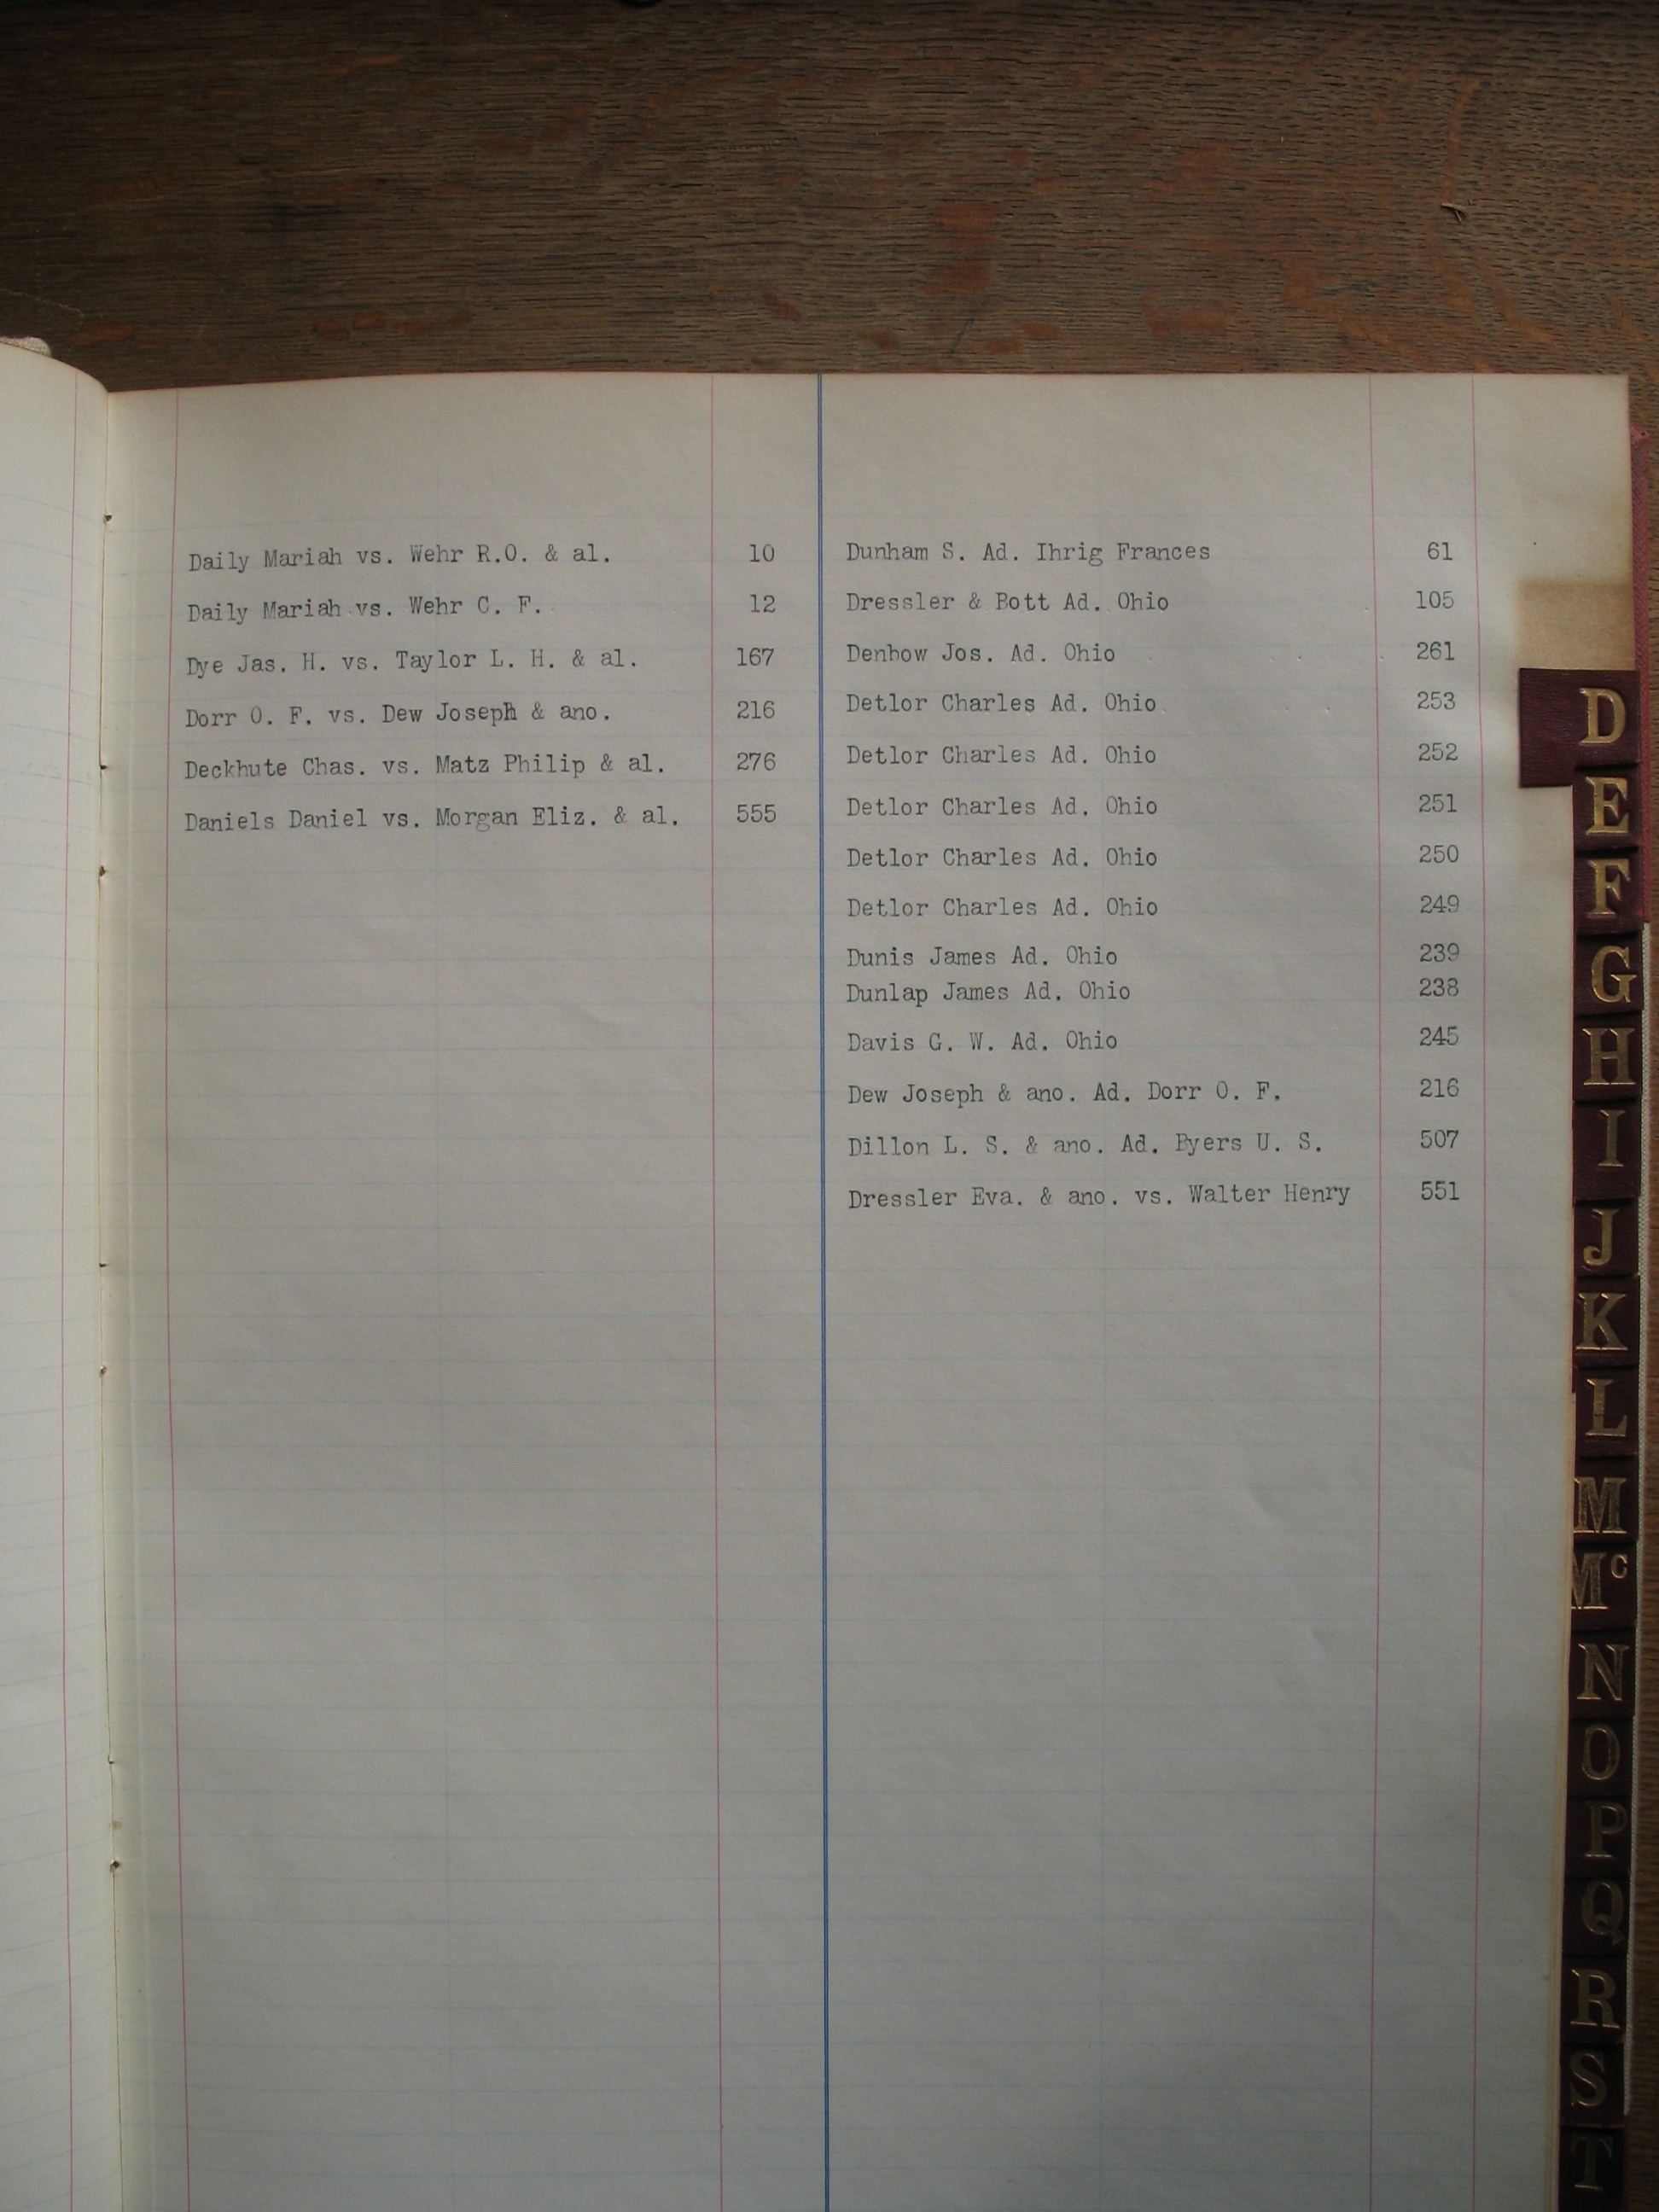 Daily Mariah vs. Wehr R.O. & al. 10
Daily Mariah vs. Wehr C. F. 12
Dye Jas. H. vs. Taylor L. H. & al. 167
Dorr O. F. vs. Dew Joseph & ano. 216
Deckhute Chas. vs. Matz Philip & al. 276
Daniels Daniel vs. Morgan Eliz. & al. 555
Dunham S. Ad. Ihrig Frances 61
Dressler & Bott Ad. Ohio 105
Denbow Jos. Ad. Ohio 261
Detlor Charles Ad. Ohio 253
Detlor Charles Ad. Ohio 252
Detlor Charles Ad. Ohio 251
Detlor Charles Ad. Ohio 250
Detlor Charles Ad. Ohio 249
Dunis James Ad. Ohio 239
Dunlap James Ad. Ohio 238
Davis G. W. Ad. Ohio 245
Dew Joseph & ano. Ad. Dorr O. F. 216
Dillon L. S. & ano. Ad. Byers U. S. 507
Dressler Eva. & ano. vs. Walter Henry 551
D
E
F
G
H
I
J
K
L
M
Mc
N
O
P
Q
R
S
T